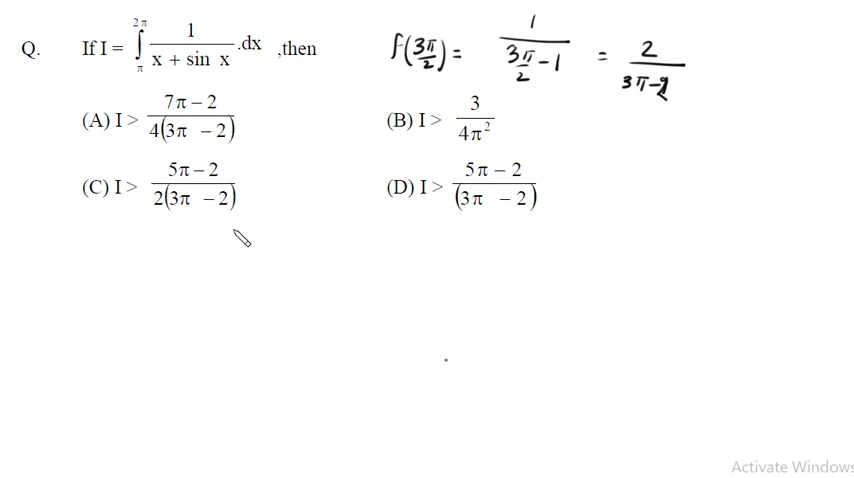 Q. If I = ∫_π^{2π} 1/(x + sin x) .dx ,then
f(3π/2) = 1/(3π/2 − 1) = 2/(3π−2)
(A) I > (7π − 2)/(4(3π − 2))
(B) I > 3/(4π²)
(C) I > (5π − 2)/(2(3π − 2))
(D) I > (5π − 2)/((3π − 2))
Activate Windows